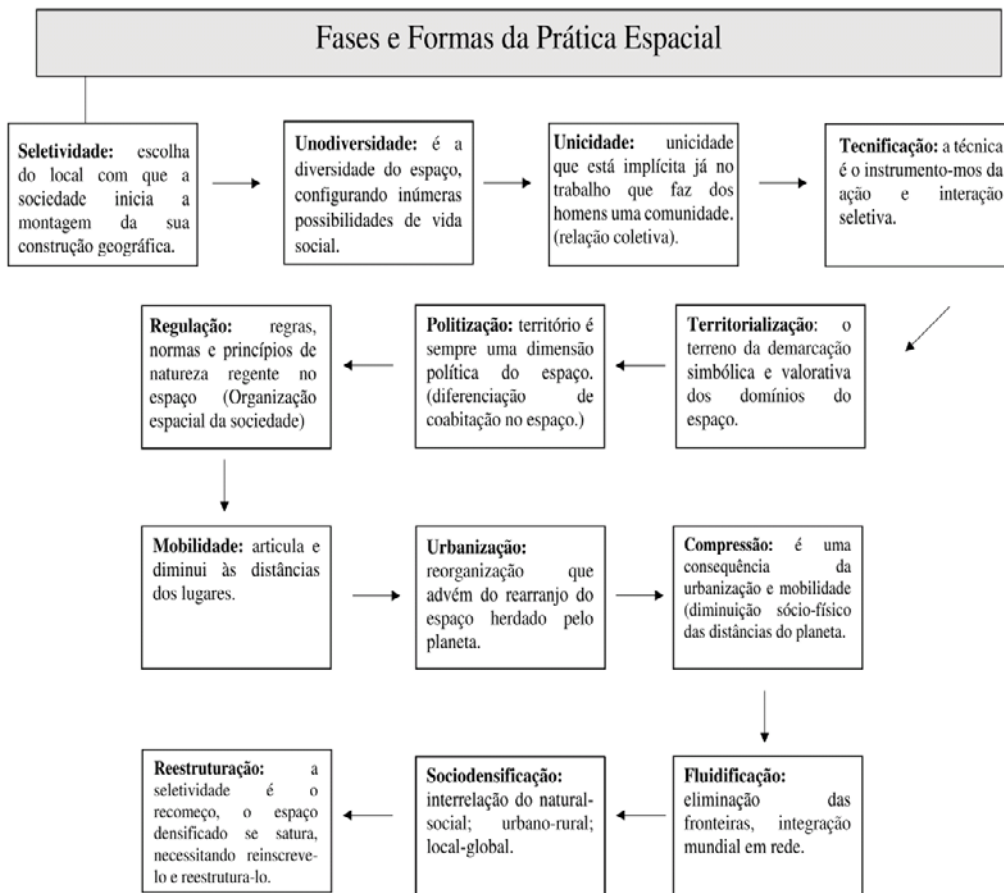 Fases e Formas da Prática Espacial
Seletividade: escolha
do local com que a
sociedade inicia a
montagem da sua
construção geográfica.
Unodiversidade: é a
diversidade do espaço,
configurando inúmeras
possibilidades de vida
social.
Unicidade: unicidade
que está implícita já no
trabalho que faz dos
homens uma comunidade.
(relação coletiva).
Tecnificação: a técnica
é o instrumento-mos da
ação e interação
seletiva.
Territorialização: o
terreno da demarcação
simbólica e valorativa
dos domínios do
espaço.
Politização: território é
sempre uma dimensão
política do espaço.
(diferenciação de
coabitação no espaço.)
Regulação: regras,
normas e princípios de
natureza regente no
espaço (Organização
espacial da sociedade)
Mobilidade: articula e
diminui às distâncias
dos lugares.
Urbanização:
reorganização que
advém do rearranjo do
espaço herdado pelo
planeta.
Compressão: é uma
consequência da
urbanização e mobilidade
(diminuição sócio-físico
das distâncias do planeta.
Fluidificação:
eliminação das
fronteiras, integração
mundial em rede.
Sociodensificação:
interrelação do natural-
social; urbano-rural;
local-global.
Reestruturação: a
seletividade é o
recomeço, o espaço
densificado se satura,
necessitando reinscreve-
lo e reestrutura-lo.